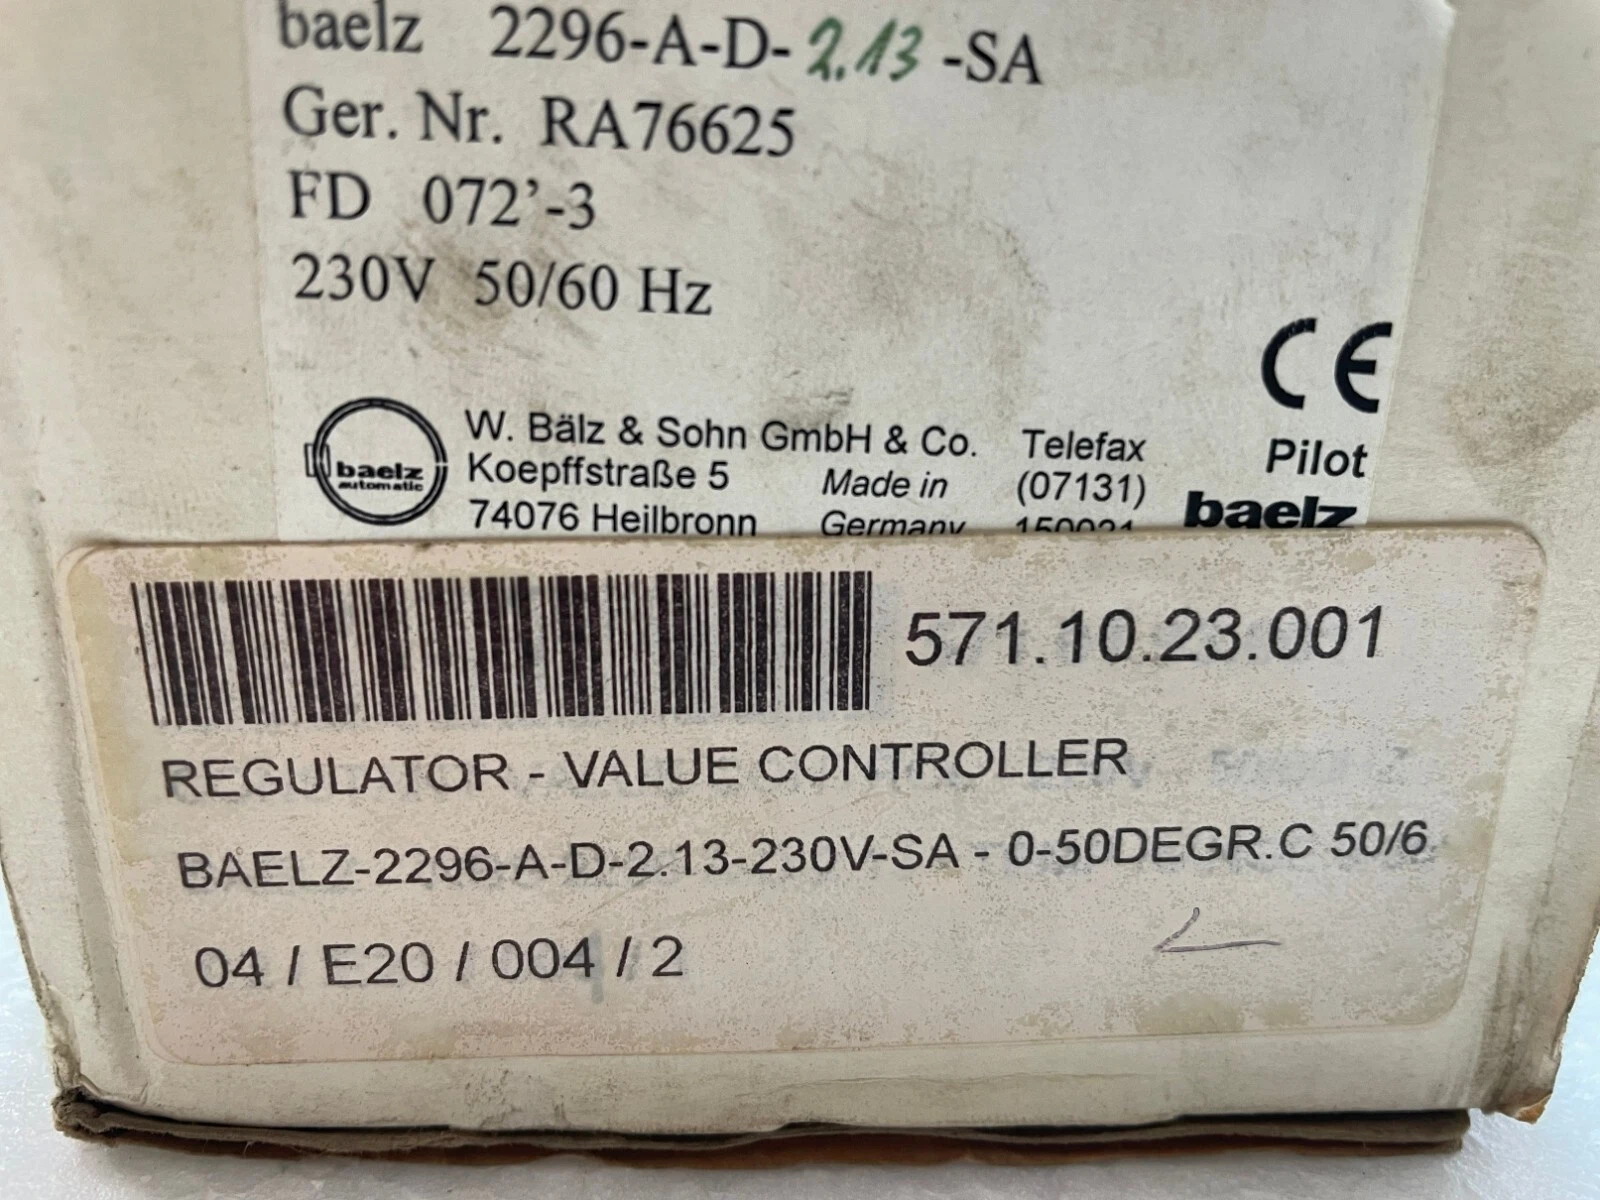 baelz 2296-A-D-2.13-SA
Ger. Nr. RA76625
FD 072'-3
230V 50/60 Hz
CE
baelz
automatic
W. Bälz & Sohn GmbH & Co.
Koepffstraße 5
74076 Heilbronn
Made in
Germany
Telefax
(07131)
Pilot
baelz
571.10.23.001
REGULATOR - VALUE CONTROLLER
BAELZ-2296-A-D-2.13-230V-SA - 0-50DEGR.C 50/6
04 / E20 / 004 / 2